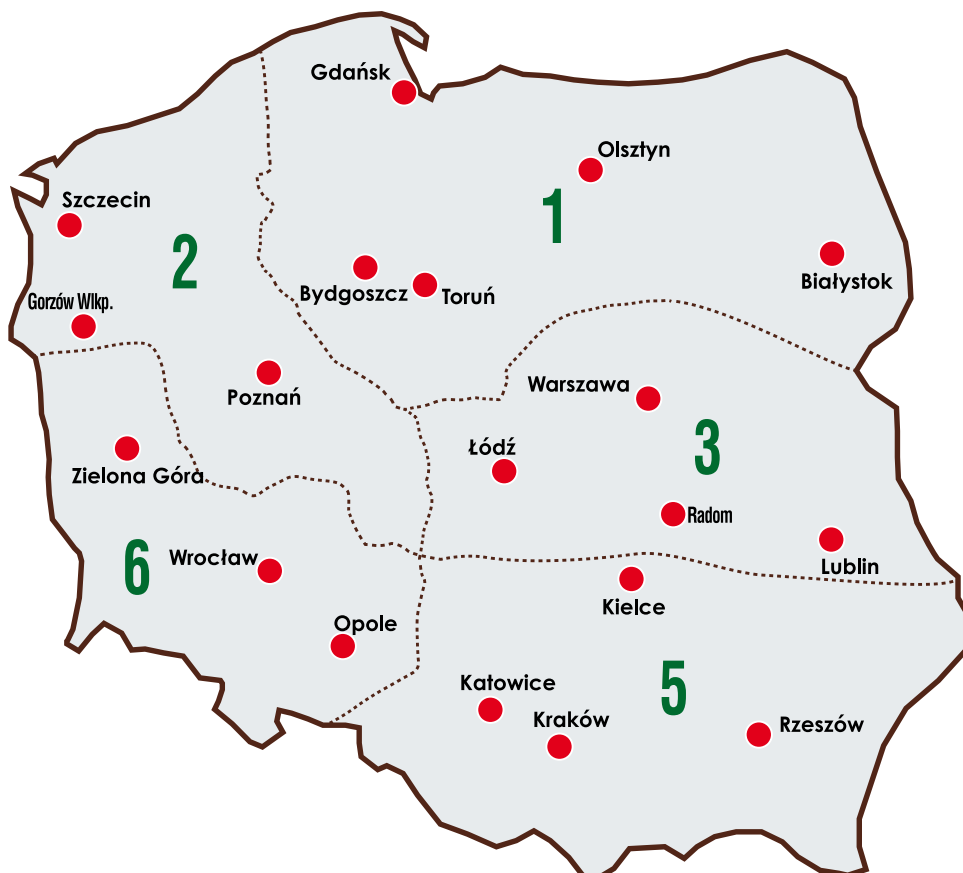 Gdańsk
Olsztyn
Szczecin
1
2
Białystok
Bydgoszcz
Toruń
Gorzów Wlkp.
Warszawa
Poznań
Łódź
3
Zielona Góra
Radom
Wrocław
6
Lublin
Kielce
Opole
Katowice
5
Kraków
Rzeszów